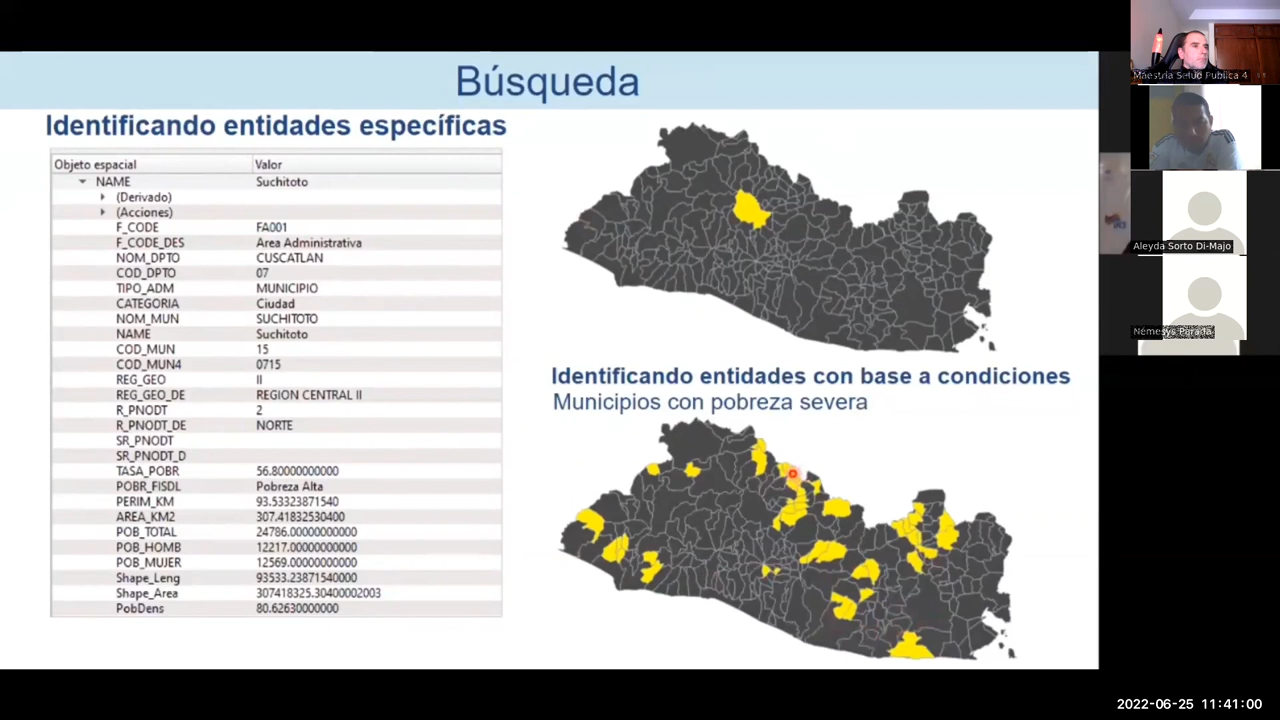 Búsqueda
Identificando entidades específicas
Objeto espacial Valor
NAME Suchitoto
(Derivado)
(Acciones)
F_CODE FA001
F_CODE_DES Area Administrativa
NOM_DPTO CUSCATLAN
COD_DPTO 07
TIPO_ADM MUNICIPIO
CATEGORIA Ciudad
NOM_MUN SUCHITOTO
NAME Suchitoto
COD_MUN 15
COD_MUN4 0715
REG_GEO II
REG_GEO_DE REGION CENTRAL II
R_PNODT 2
R_PNODT_DE NORTE
SR_PNODT
SR_PNODT_D
TASA_POBR 56.80000000000
POBR_FISDL Pobreza Alta
PERIM_KM 93.53323871540
AREA_KM2 307.41832530400
POB_TOTAL 24786.00000000000
POB_HOMB 12217.00000000000
POB_MUJER 12569.00000000000
Shape_Leng 93533.23871540000
Shape_Area 307418325.30400002003
PobDens 80.62630000000
Identificando entidades con base a condiciones
Municipios con pobreza severa
Maestria Salud Publica 4
Aleyda Sorto Di-Majo
Némesys Parada
2022-06-25 11:41:00